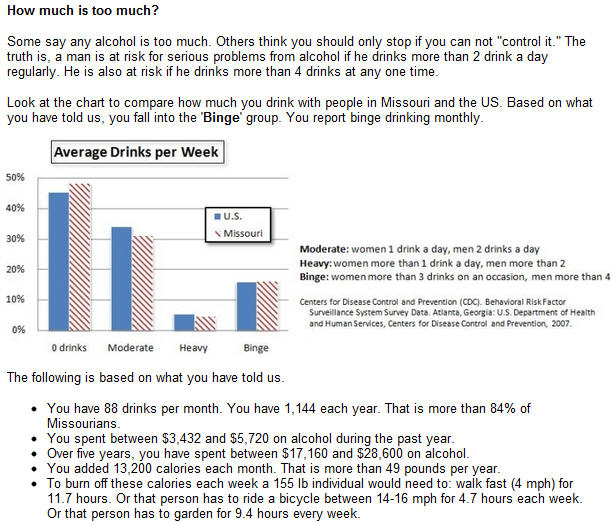 How much is too much?
Some say any alcohol is too much. Others think you should only stop if you can not "control it." The
truth is, a man is at risk for serious problems from alcohol if he drinks more than 2 drink a day
regularly. He is also at risk if he drinks more than 4 drinks at any one time.
Look at the chart to compare how much you drink with people in Missouri and the US. Based on what
you have told us, you fall into the 'Binge' group. You report binge drinking monthly.
Average Drinks per Week
50%
40%
30%
20%
10%
0%
U.S.
Missouri
0 drinks
Moderate
Heavy
Binge
Moderate: women 1 drink a day, men 2 drinks a day
Heavy: women more than 1 drink a day, men more than 2
Binge: women more than 3 drinks on an occasion, men more than 4
Centers for Disease Control and Prevention (CDC). Behavioral Risk Factor
Surveillance System Survey Data. Atlanta, Georgia: U.S. Department of Health
and Human Services, Centers for Disease Control and Prevention, 2007.
The following is based on what you have told us.
• You have 88 drinks per month. You have 1,144 each year. That is more than 84% of
Missourians.
• You spent between $3,432 and $5,720 on alcohol during the past year.
• Over five years, you have spent between $17,160 and $28,600 on alcohol.
• You added 13,200 calories each month. That is more than 49 pounds per year.
• To burn off these calories each week a 155 lb individual would need to: walk fast (4 mph) for
11.7 hours. Or that person has to ride a bicycle between 14-16 mph for 4.7 hours each week.
Or that person has to garden for 9.4 hours every week.